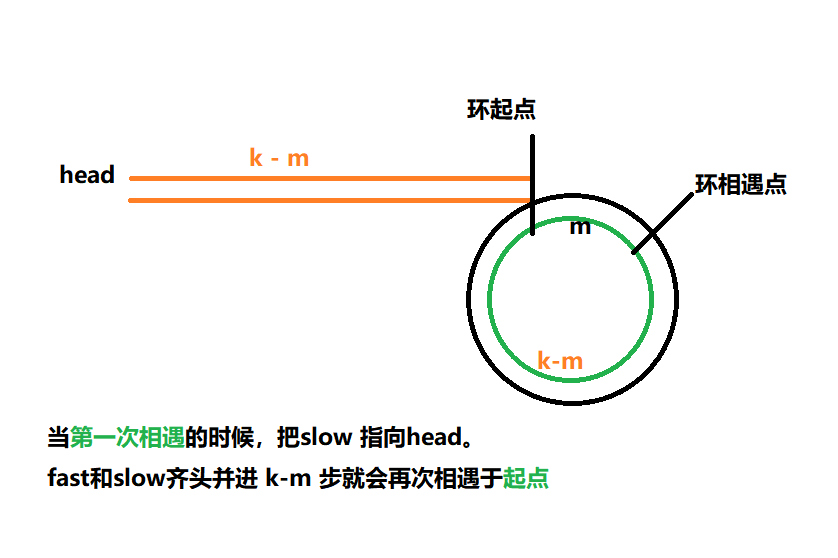 环起点
k - m
head
环相遇点
m
k-m
当第一次相遇的时候，把slow 指向head。
fast和slow齐头并进 k-m 步就会再次相遇于起点